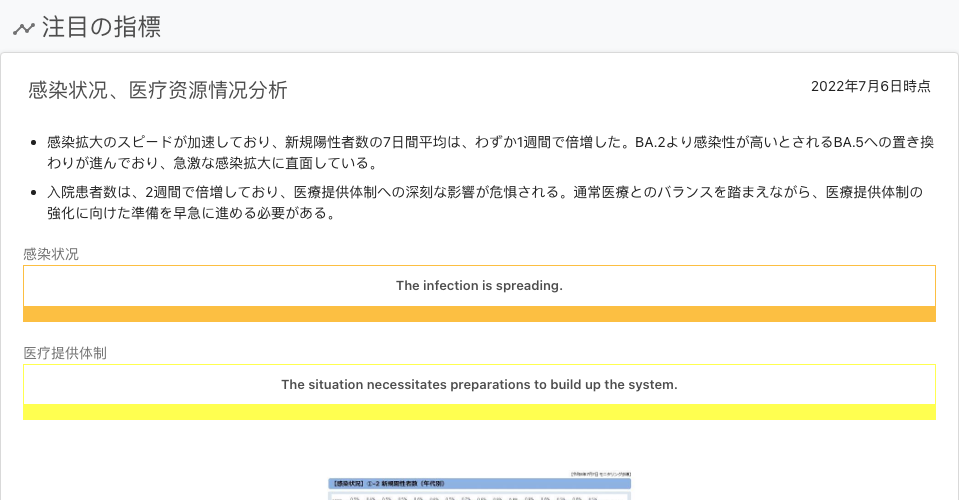 注目の指標
感染状况、医疗资源情况分析
2022年7月6日時点
感染拡大のスピードが加速しており、新規陽性者数の7日間平均は、わずか1週間で倍増した。BA.2より感染性が高いとされるBA.5への置き換
わりが進んでおり、急激な感染拡大に直面している。
入院患者数は、2週間で倍増しており、医療提供体制への深刻な影響が危惧される。通常医療とのバランスを踏まえながら、医療提供体制の
強化に向けた準備を早急に進める必要がある。
感染状况
The infection is spreading.
医疗提供体制
The situation necessitates preparations to build up the system.
【感染状況】①-2 新規陽性者数（年代別）